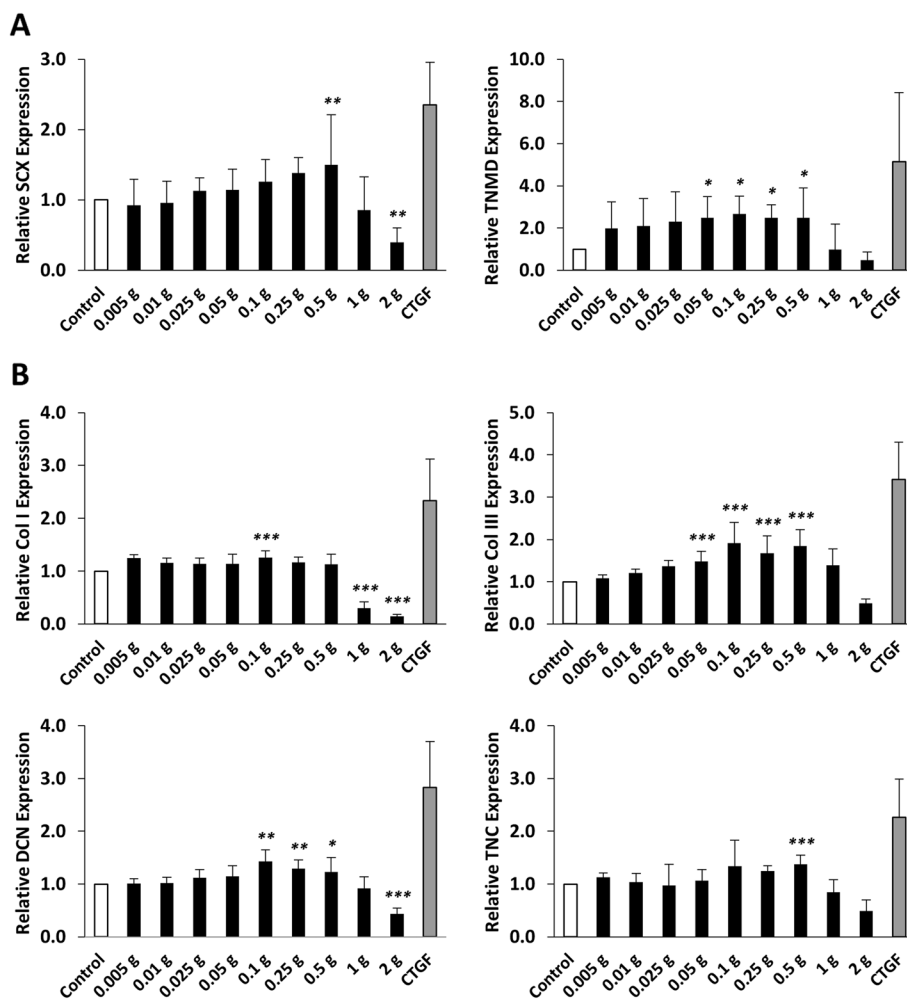 A
Relative SCX Expression
3.0
2.0
1.0
0.0
**
**
Control
0.005 g
0.01 g
0.025 g
0.05 g
0.1 g
0.25 g
0.5 g
1 g
2 g
CTGF
Relative TNMD Expression
10.0
8.0
6.0
4.0
2.0
0.0
*
*
*
*
Control
0.005 g
0.01 g
0.025 g
0.05 g
0.1 g
0.25 g
0.5 g
1 g
2 g
CTGF
B
Relative Col I Expression
4.0
3.0
2.0
1.0
0.0
***
***
***
Control
0.005 g
0.01 g
0.025 g
0.05 g
0.1 g
0.25 g
0.5 g
1 g
2 g
CTGF
Relative Col III Expression
5.0
4.0
3.0
2.0
1.0
0.0
***
***
***
***
Control
0.005 g
0.01 g
0.025 g
0.05 g
0.1 g
0.25 g
0.5 g
1 g
2 g
CTGF
Relative DCN Expression
4.0
3.0
2.0
1.0
0.0
**
**
*
***
Control
0.005 g
0.01 g
0.025 g
0.05 g
0.1 g
0.25 g
0.5 g
1 g
2 g
CTGF
Relative TNC Expression
4.0
3.0
2.0
1.0
0.0
***
Control
0.005 g
0.01 g
0.025 g
0.05 g
0.1 g
0.25 g
0.5 g
1 g
2 g
CTGF